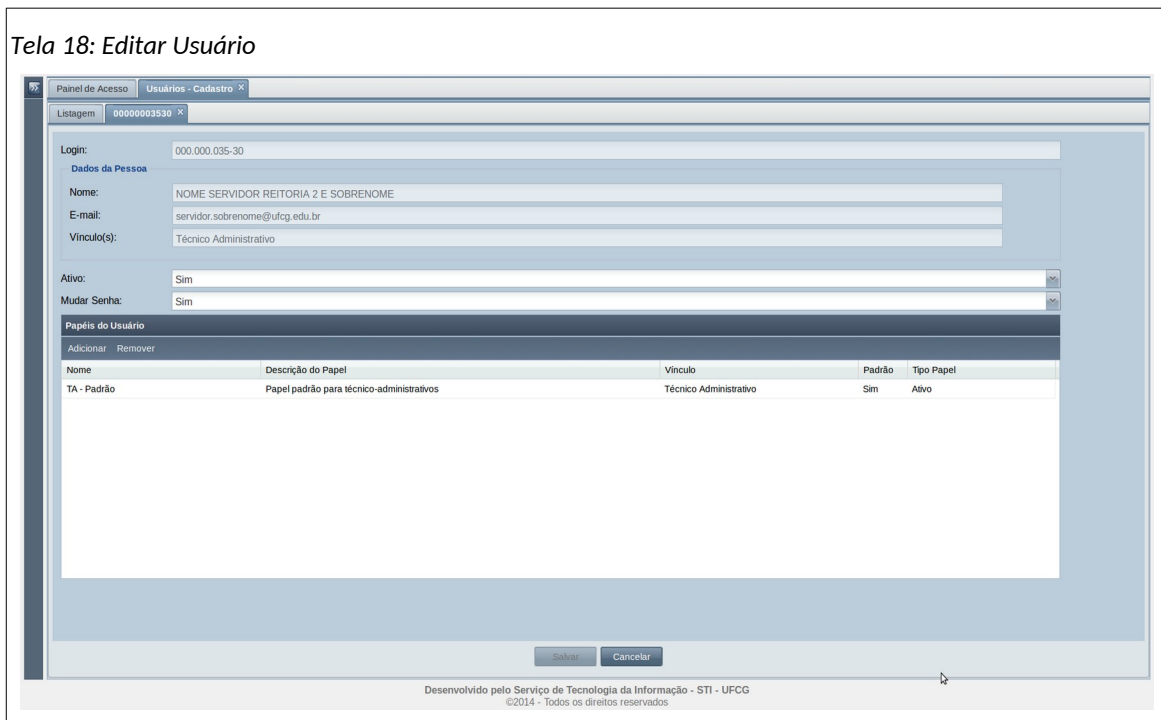 Tela 18: Editar Usuário
Painel de Acesso Usuários - Cadastro
Listagem 00000003530
Login: 000.000.035-30
Dados da Pessoa
Nome: NOME SERVIDOR REITORIA 2 E SOBRENOME
E-mail: servidor.sobrenome@ufcg.edu.br
Vínculo(s): Técnico Administrativo
Ativo: Sim
Mudar Senha: Sim
Papéis do Usuário
Adicionar Remover
Nome Descrição do Papel Vínculo Padrão Tipo Papel
TA - Padrão Papel padrão para técnico-administrativos Técnico Administrativo Sim Ativo
Salvar Cancelar
Desenvolvido pelo Serviço de Tecnologia da Informação - STI - UFCG
©2014 - Todos os direitos reservados